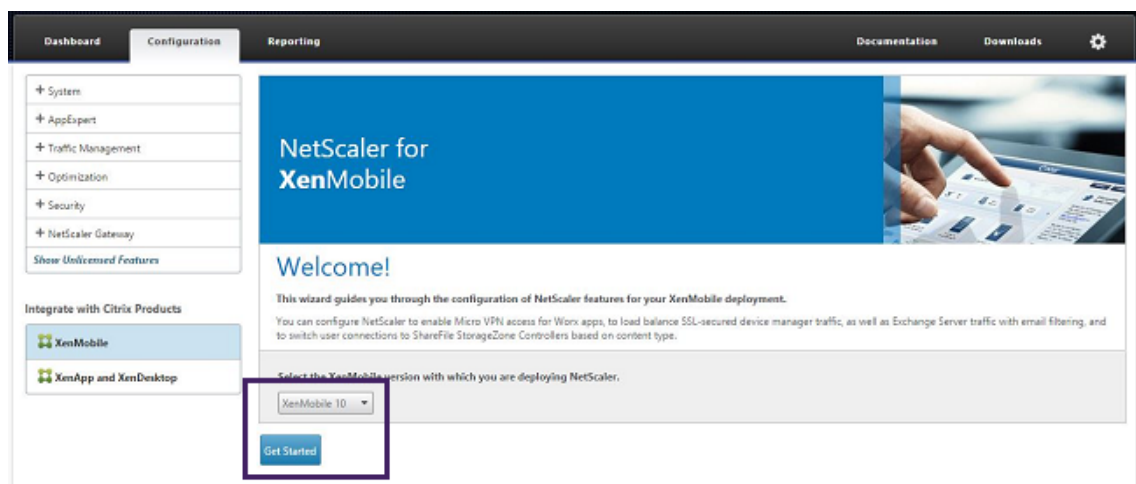 Dashboard Configuration Reporting Documentation Downloads
+ System
+ AppExpert
+ Traffic Management
+ Optimization
+ Security
+ NetScaler Gateway
Show Unlicensed Features
Integrate with Citrix Products
XenMobile
XenApp and XenDesktop
NetScaler for
XenMobile
Welcome!
This wizard guides you through the configuration of NetScaler features for your XenMobile deployment.
You can configure NetScaler to enable Micro VPN access for Worx apps, to load balance SSL-secured device manager traffic, as well as Exchange Server traffic with email filtering, and
to switch user connections to ShareFile StorageZone Controllers based on content type.
Select the XenMobile version with which you are deploying NetScaler.
XenMobile 10
Get Started